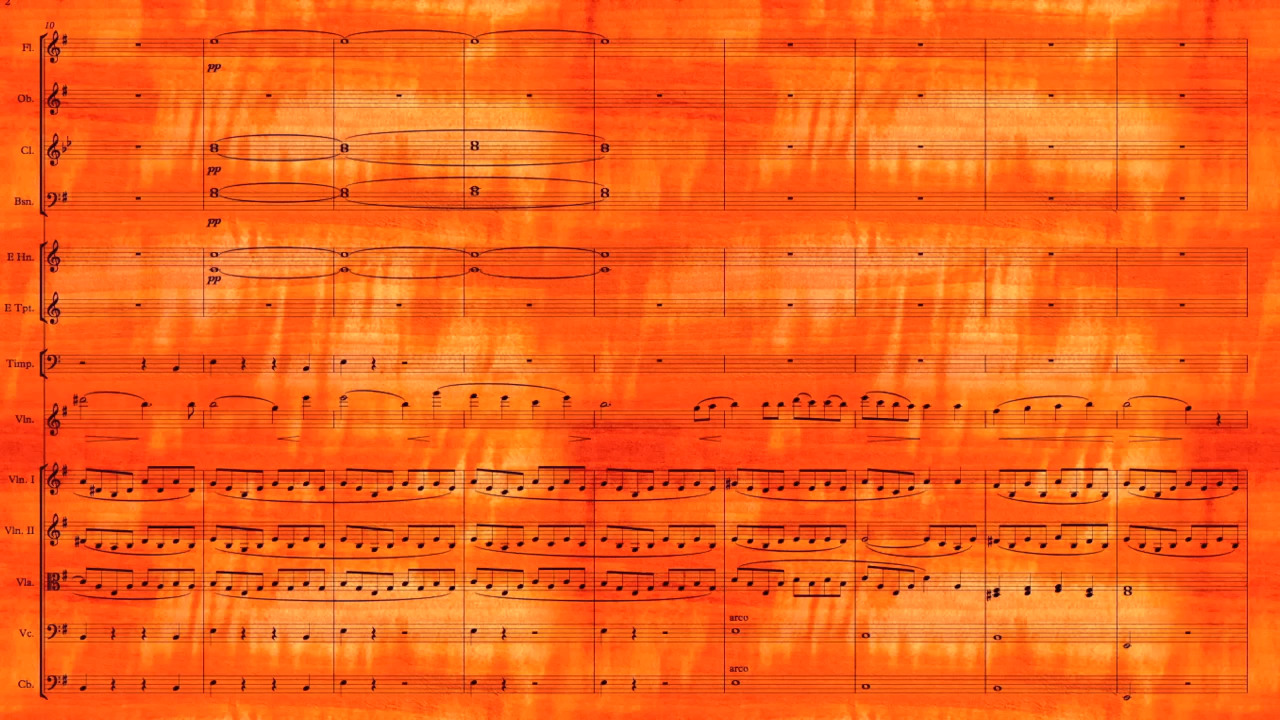 2
10
Fl.
pp
Ob.
Cl.
pp
Bsn.
pp
E Hn.
pp
E Tpt.
Timp.
Vln.
Vln. I
Vln. II
Vla.
arco
Vc.
arco
Cb.